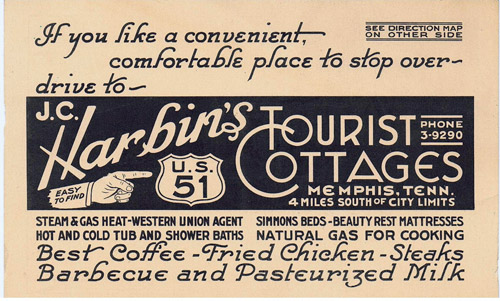 If you like a convenient,
SEE DIRECTION MAP
ON OTHER SIDE
comfortable place to stop over-
drive to-
J.C.
Harbin's
TOURIST
COTTAGES
PHONE
3-9290
EASY
TO FIND
U.S.
51
MEMPHIS, TENN.
4 MILES SOUTH OF CITY LIMITS
STEAM & GAS HEAT-WESTERN UNION AGENT
HOT AND COLD TUB AND SHOWER BATHS
SIMMONS BEDS-BEAUTY REST MATTRESSES
NATURAL GAS FOR COOKING
Best Coffee-Fried Chicken-Steaks
Barbecue and Pasteurized Milk